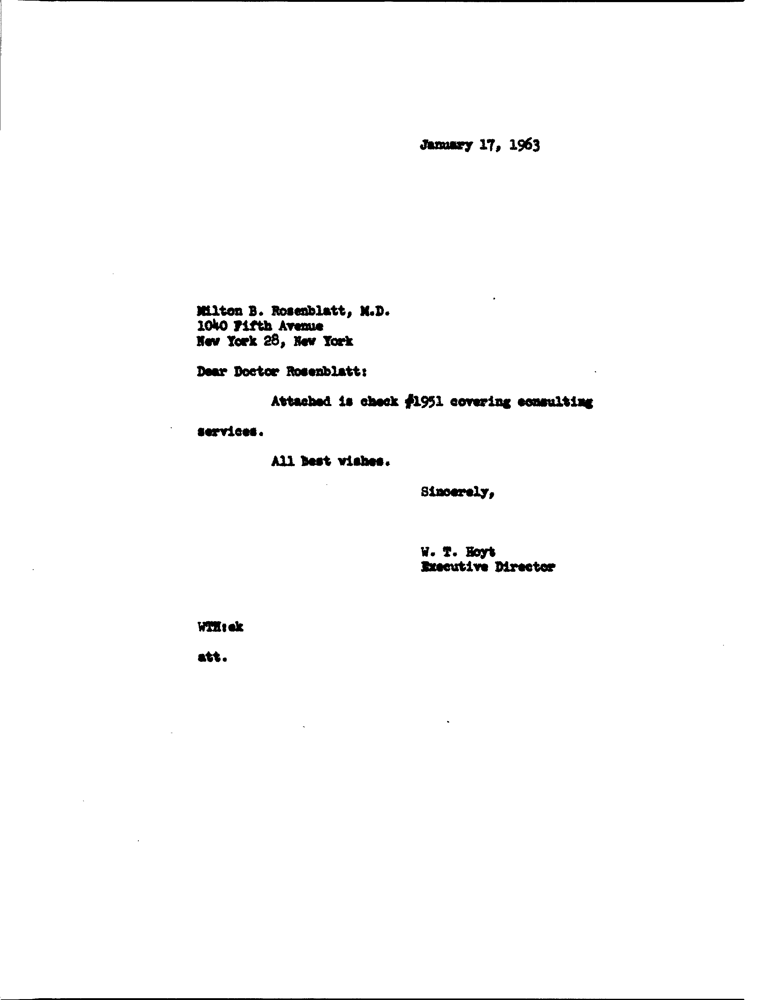 January 17, 1963
Milton B. Rosenblatt, M.D.
1040 Fifth Avenue
New York 28, New York
Dear Doctor Rosenblatt:
Attached is check #1951 covering consulting
services.
All best wishes.
Sincerely,
W. T. Hoyt
Executive Director
WTH:ek
att.